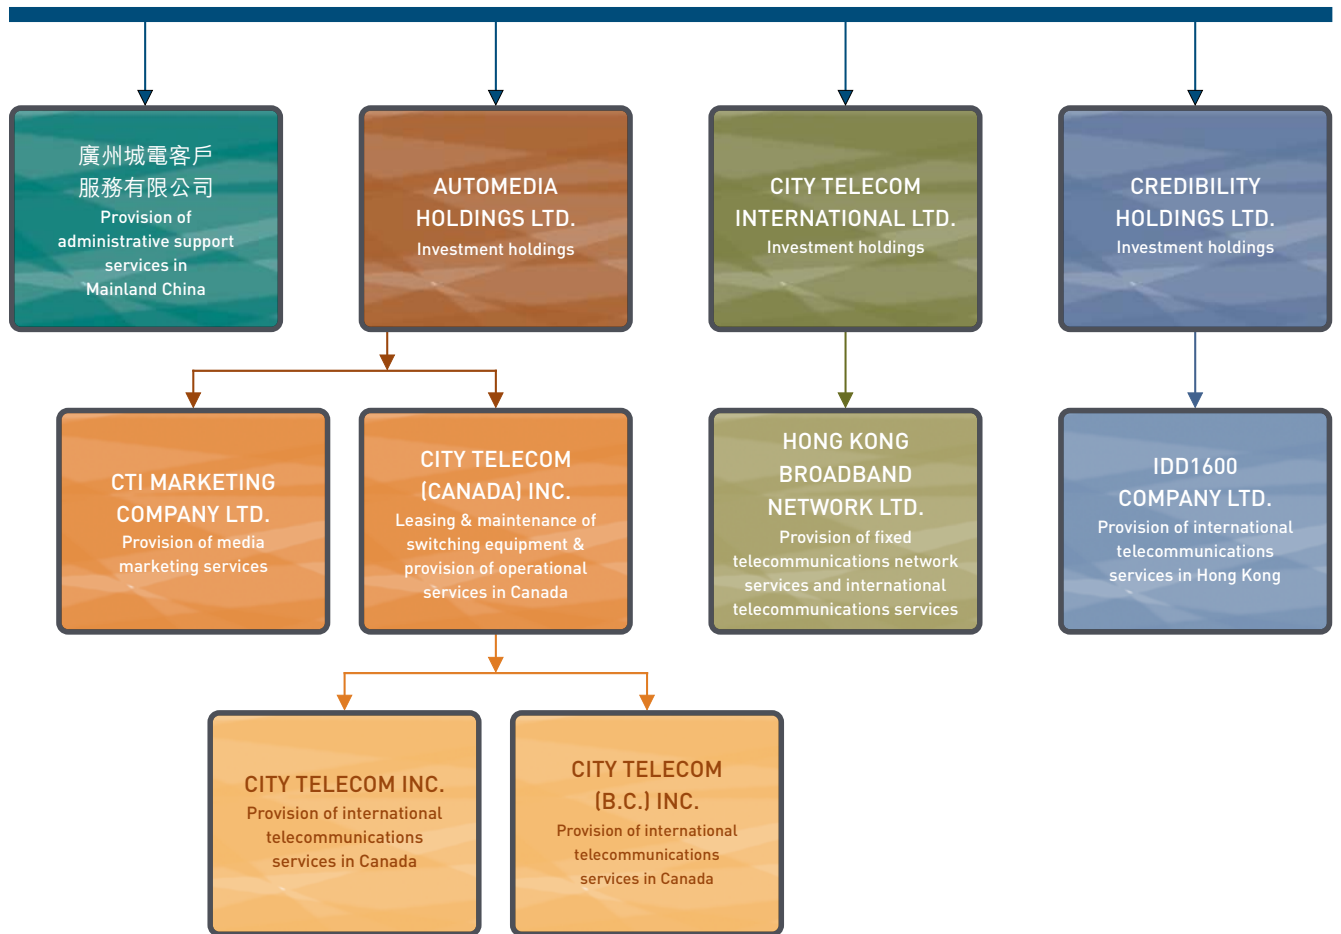 廣州城電客戶
服務有限公司
Provision of
administrative support
services in
Mainland China
AUTOMEDIA
HOLDINGS LTD.
Investment holdings
CITY TELECOM
INTERNATIONAL LTD.
Investment holdings
CREDIBILITY
HOLDINGS LTD.
Investment holdings
CTI MARKETING
COMPANY LTD.
Provision of media
marketing services
CITY TELECOM
(CANADA) INC.
Leasing & maintenance of
switching equipment &
provision of operational
services in Canada
HONG KONG
BROADBAND
NETWORK LTD.
Provision of fixed
telecommunications network
services and international
telecommunications services
IDD1600
COMPANY LTD.
Provision of international
telecommunications
services in Hong Kong
CITY TELECOM INC.
Provision of international
telecommunications
services in Canada
CITY TELECOM
(B.C.) INC.
Provision of international
telecommunications
services in Canada